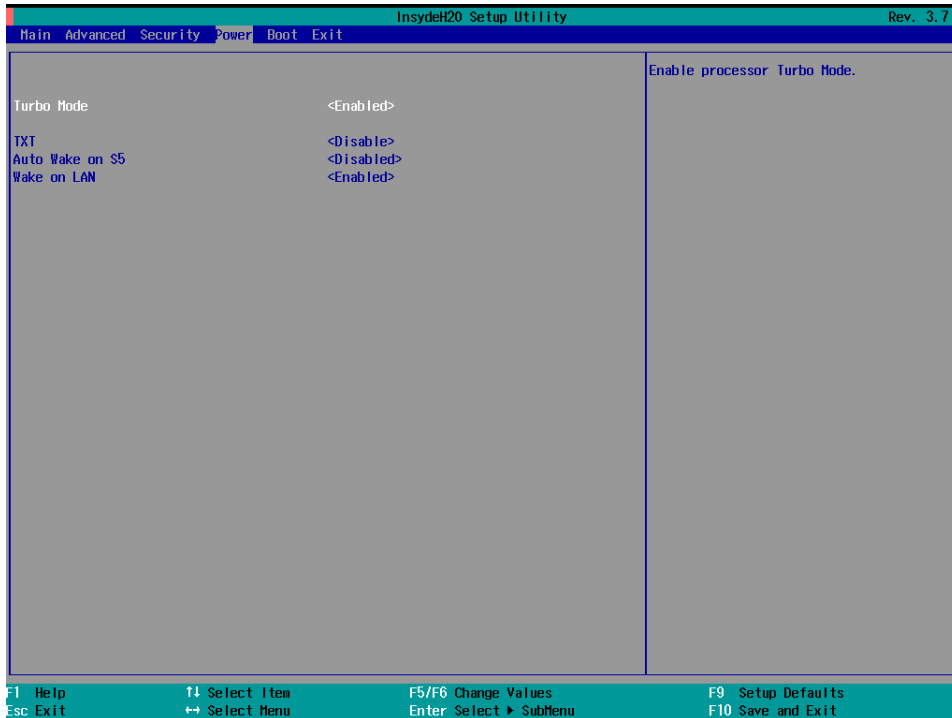 InsydeH20 Setup Utility Rev. 3.7
Main Advanced Security Power Boot Exit
Enable processor Turbo Mode.
Turbo Mode <Enabled>
TXT <Disable>
Auto Wake on S5 <Disabled>
Wake on LAN <Enabled>
F1 Help ↑↓ Select Item F5/F6 Change Values F9 Setup Defaults
Esc Exit ←→ Select Menu Enter Select ▶ SubMenu F10 Save and Exit